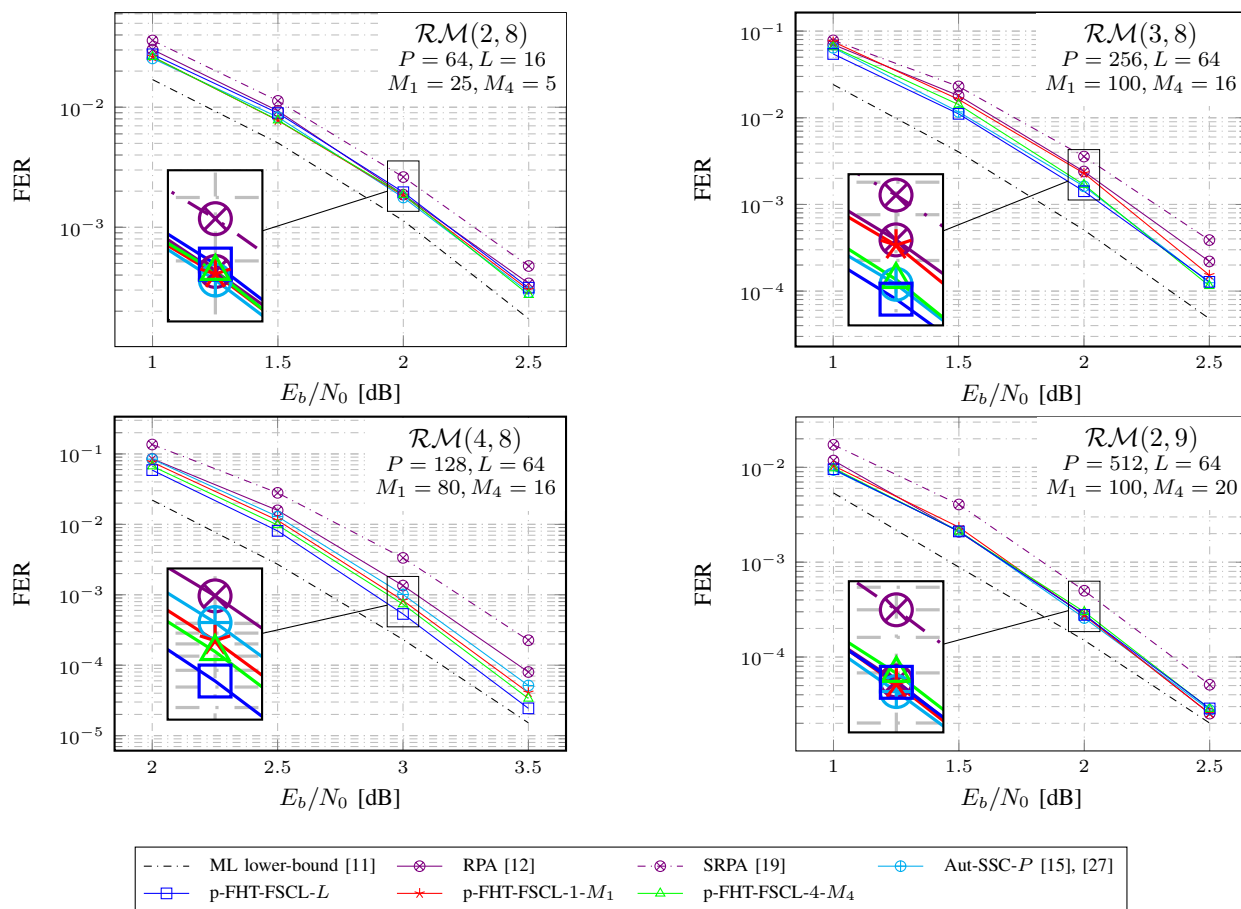 RM(2, 8)
P = 64, L = 16
M₁ = 25, M₄ = 5
10⁻²
10⁻³
FER
1
1.5
2
2.5
E_b/N₀ [dB]
RM(3, 8)
P = 256, L = 64
M₁ = 100, M₄ = 16
10⁻¹
10⁻²
10⁻³
10⁻⁴
FER
1
1.5
2
2.5
E_b/N₀ [dB]
RM(4, 8)
P = 128, L = 64
M₁ = 80, M₄ = 16
10⁻¹
10⁻²
10⁻³
10⁻⁴
10⁻⁵
FER
2
2.5
3
3.5
E_b/N₀ [dB]
RM(2, 9)
P = 512, L = 64
M₁ = 100, M₄ = 20
10⁻²
10⁻³
10⁻⁴
FER
1
1.5
2
2.5
E_b/N₀ [dB]
ML lower-bound [11]
RPA [12]
SRPA [19]
Aut-SSC-P [15], [27]
p-FHT-FSCL-L
p-FHT-FSCL-1-M₁
p-FHT-FSCL-4-M₄